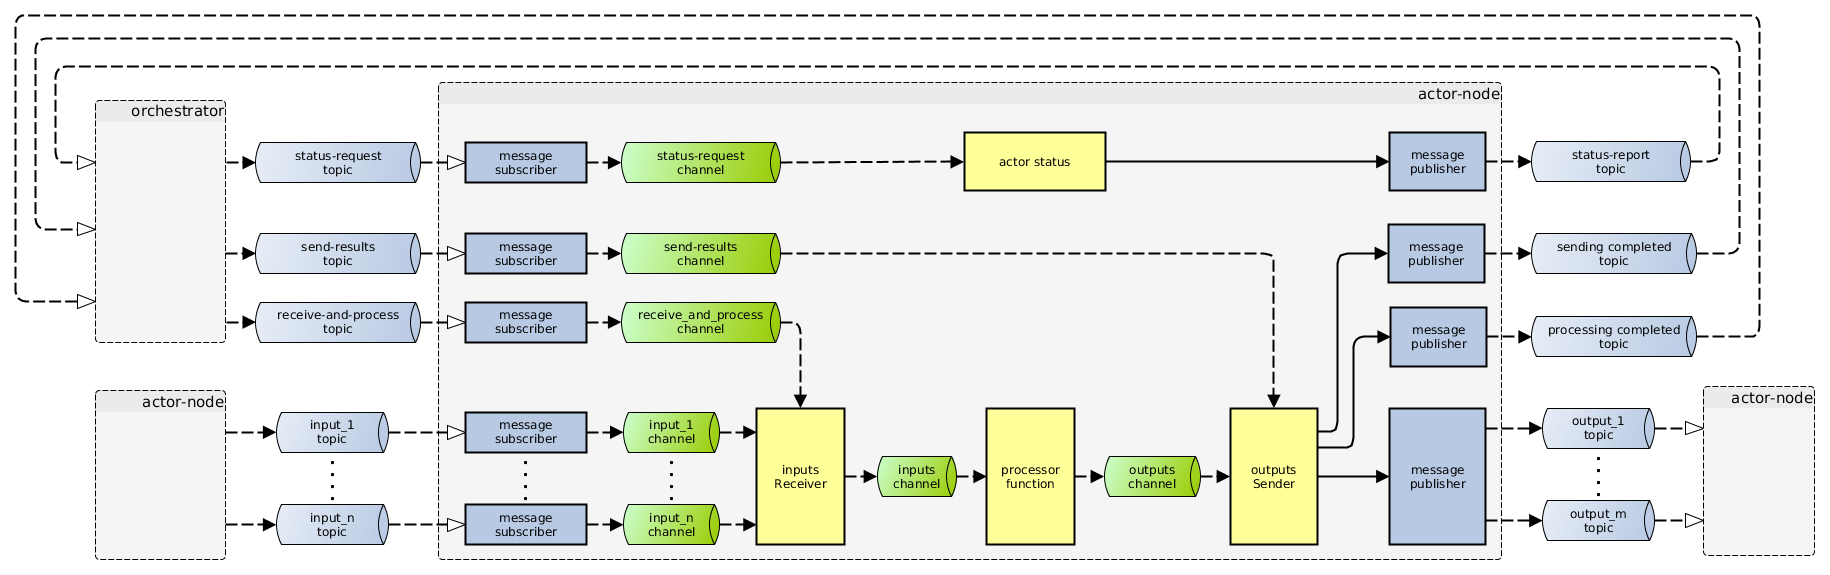 actor-node
orchestrator
status-request
topic
message
subscriber
status-request
channel
actor status
message
publisher
status-report
topic
send-results
topic
message
subscriber
send-results
channel
message
publisher
sending completed
topic
receive-and-process
topic
message
subscriber
receive_and_process
channel
message
publisher
processing completed
topic
actor-node
actor-node
input_1
topic
message
subscriber
input_1
channel
inputs
Receiver
inputs
channel
processor
function
outputs
channel
outputs
Sender
message
publisher
output_1
topic
input_n
topic
message
subscriber
input_n
channel
output_m
topic